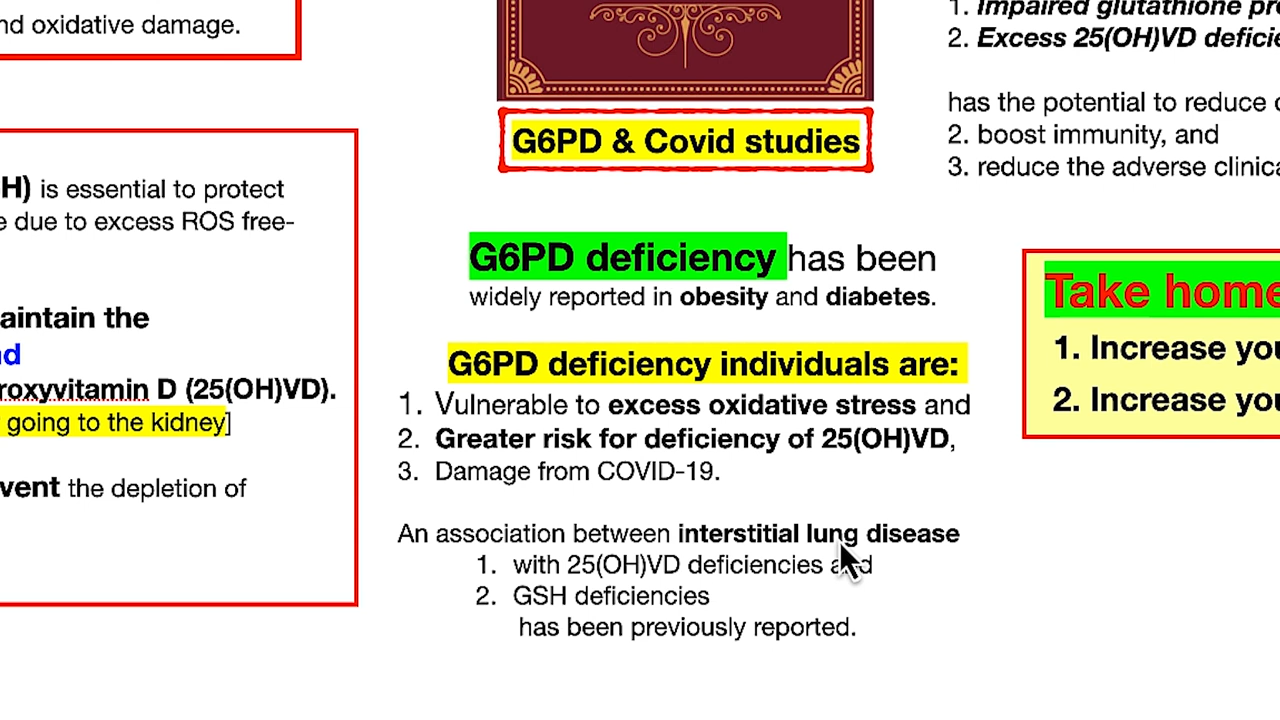 nd oxidative damage.
H) is essential to protect
e due to excess ROS free-
aintain the
nd
roxyvitamin D (25(OH)VD).
going to the kidney]
vent the depletion of
G6PD & Covid studies
G6PD deficiency has been
widely reported in obesity and diabetes.
G6PD deficiency individuals are:
1. Vulnerable to excess oxidative stress and
2. Greater risk for deficiency of 25(OH)VD,
3. Damage from COVID-19.
An association between interstitial lung disease
1. with 25(OH)VD deficiencies and
2. GSH deficiencies
has been previously reported.
1. Impaired glutathione pr
2. Excess 25(OH)VD defici
has the potential to reduce
2. boost immunity, and
3. reduce the adverse clinica
Take home
1. Increase you
2. Increase you